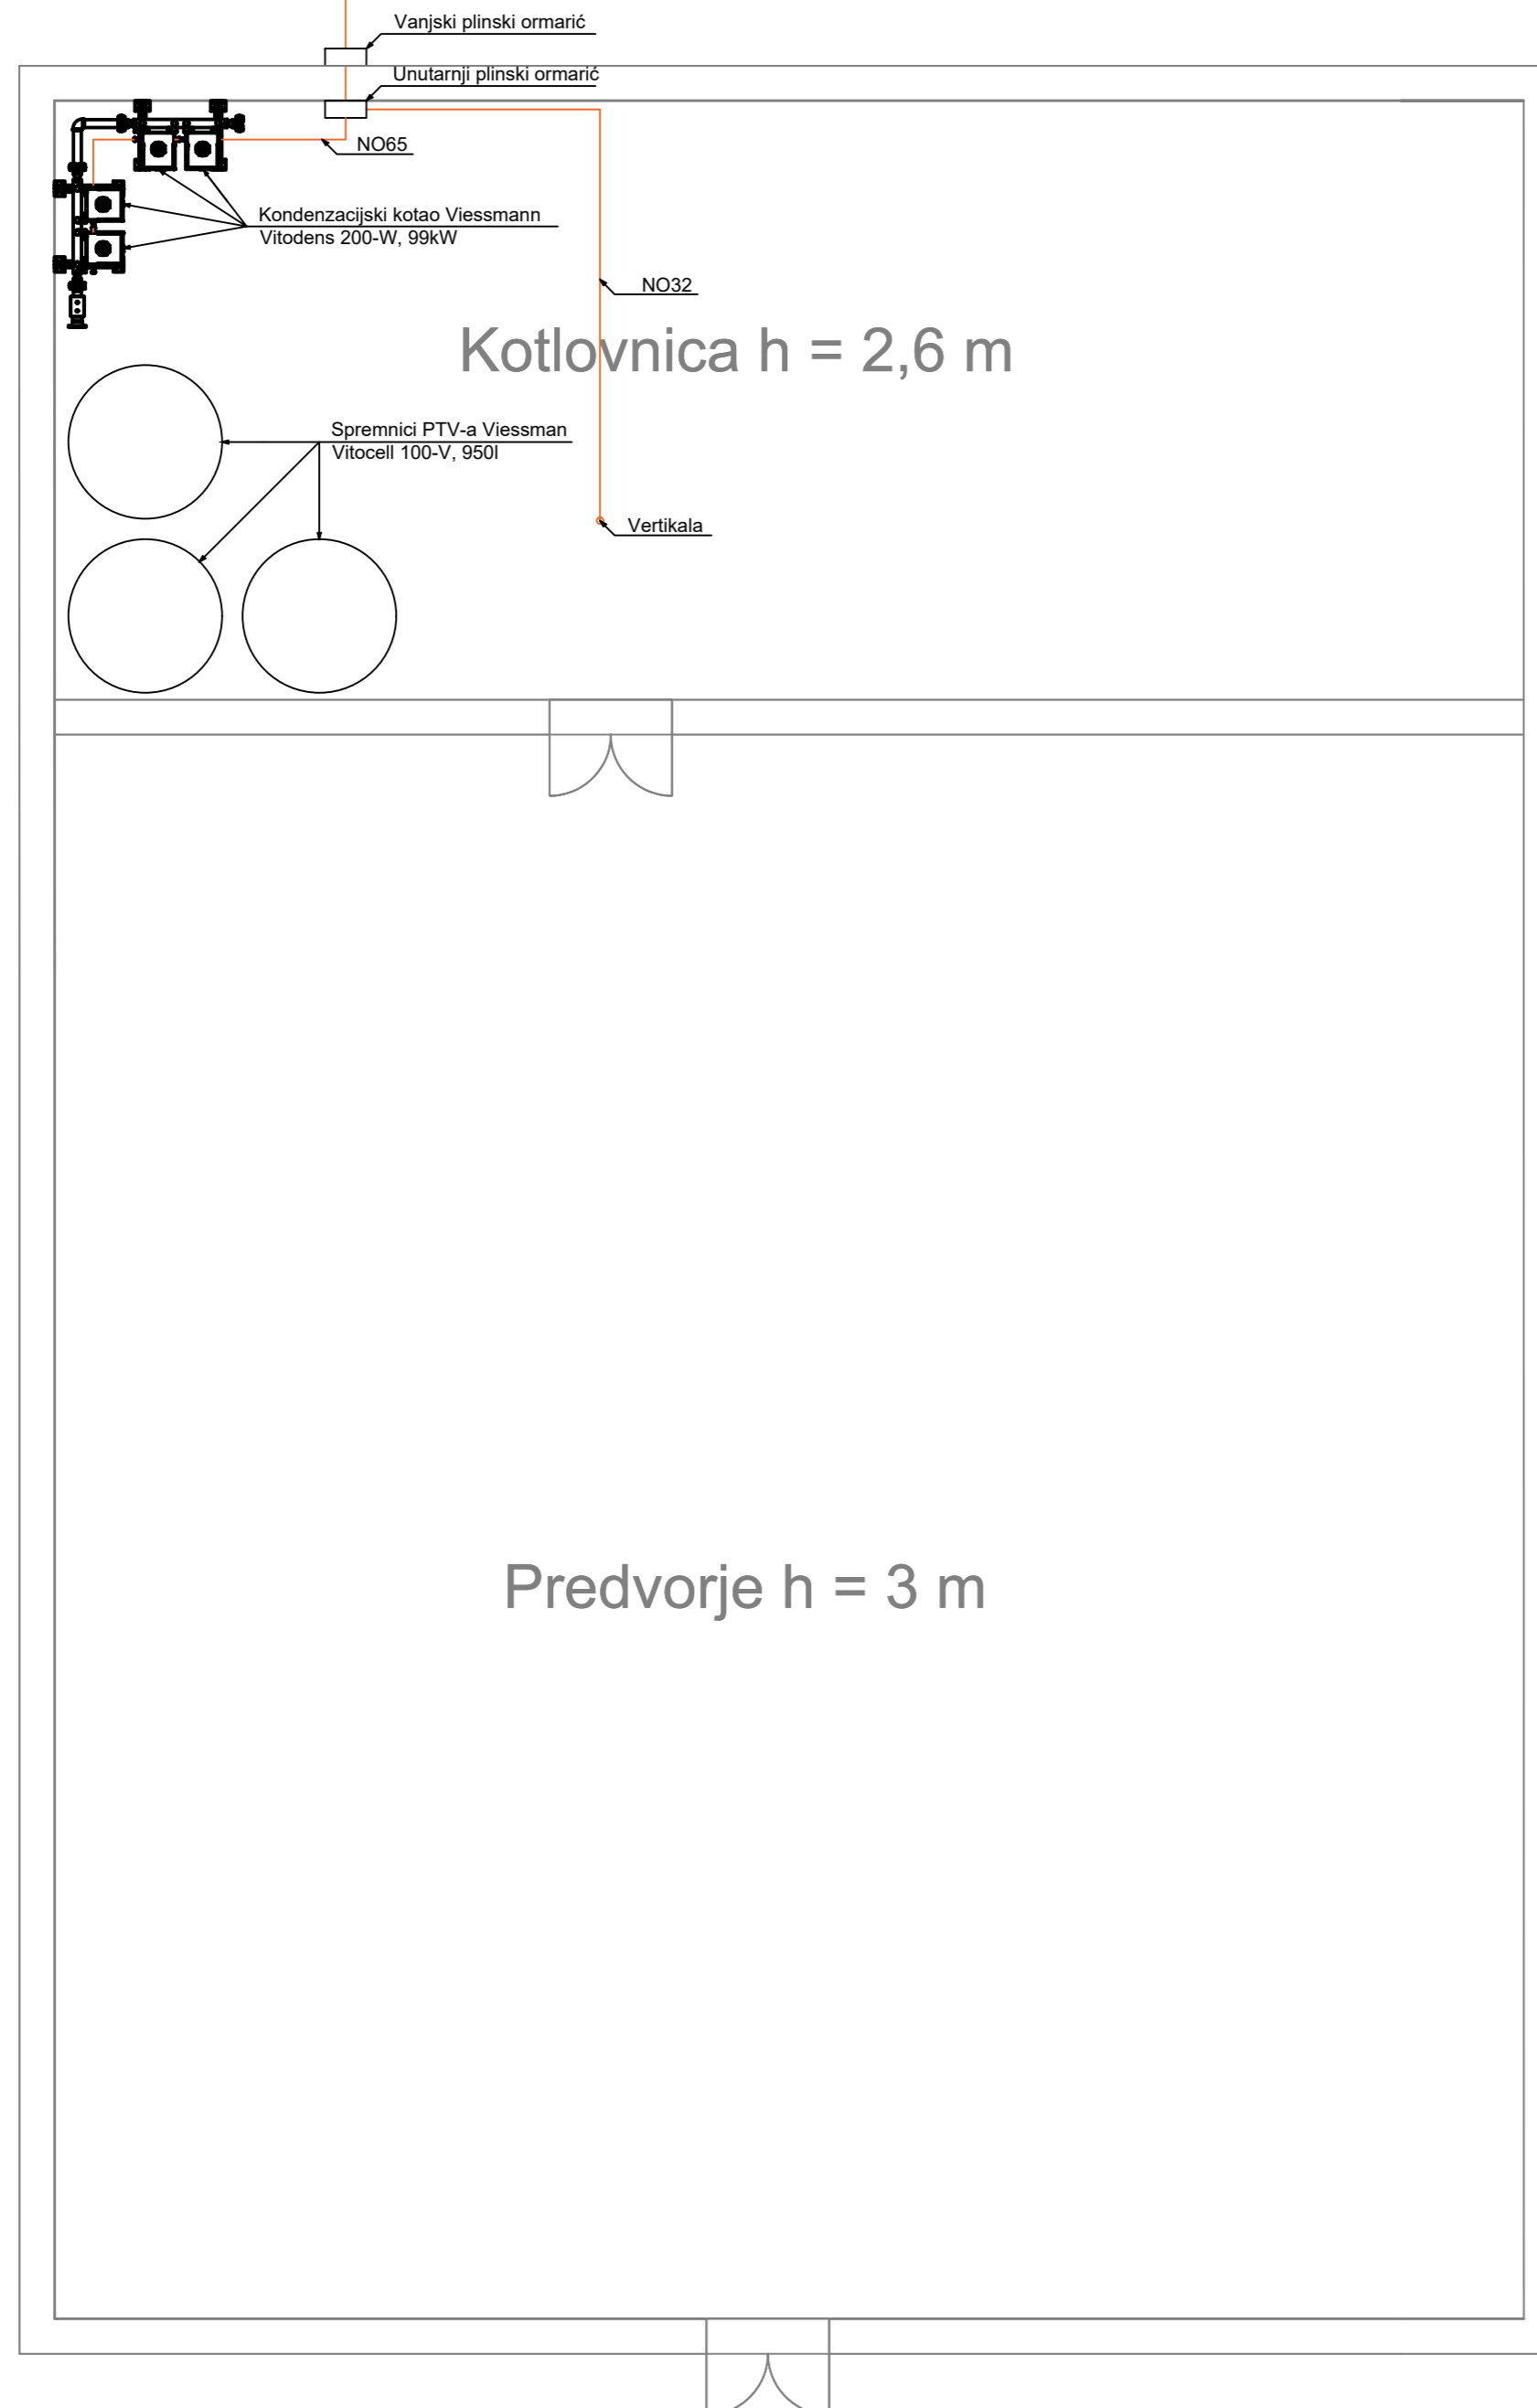 Vanjski plinski ormarić
Unutarnji plinski ormarić
NO65
Kondenzacijski kotao Viessmann
Vitodens 200-W, 99kW
NO32
Kotlovnica h = 2,6 m
Spremnici PTV-a Viessman
Vitocell 100-V, 950l
Vertikala
Predvorje h = 3 m